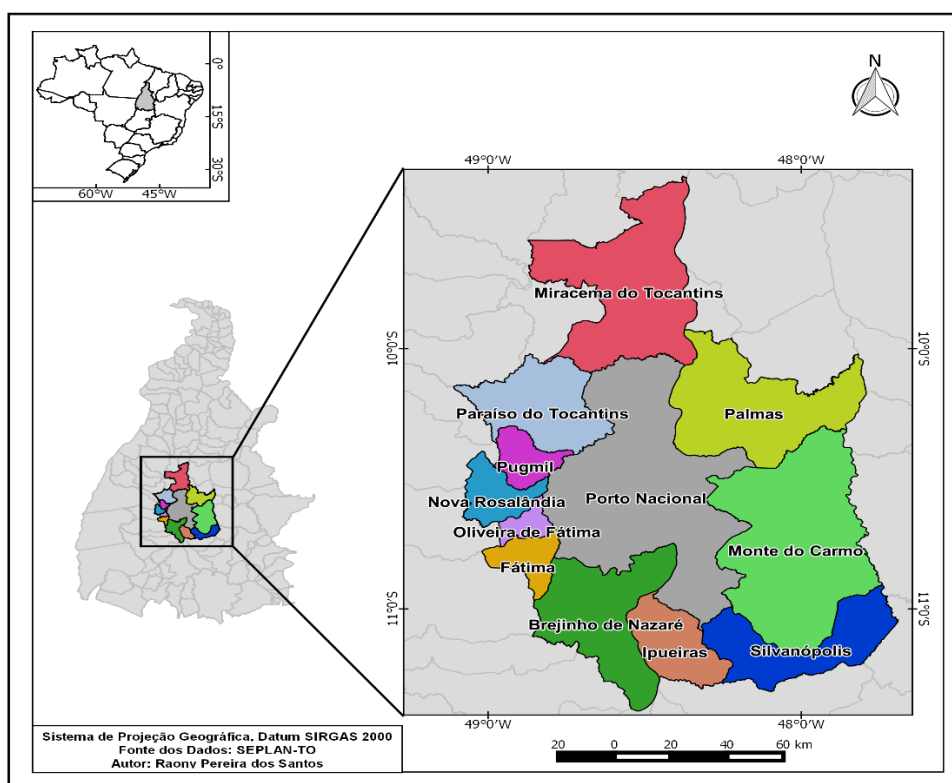 0°
15°S
30°S
60°W
45°W
N
49°0'W
48°0'W
Miracema do Tocantins
10°0'S
10°0'S
Paraíso do Tocantins
Palmas
Pugmil
Nova Rosalândia
Porto Nacional
Oliveira de Fátima
Monte do Carmo
Fátima
11°0'S
11°0'S
Brejinho de Nazaré
Ipueiras
Silvanópolis
49°0'W
48°0'W
Sistema de Projeção Geográfica, Datum SIRGAS 2000
Fonte dos Dados: SEPLAN-TO
Autor: Raony Pereira dos Santos
20 0 20 40 60 km